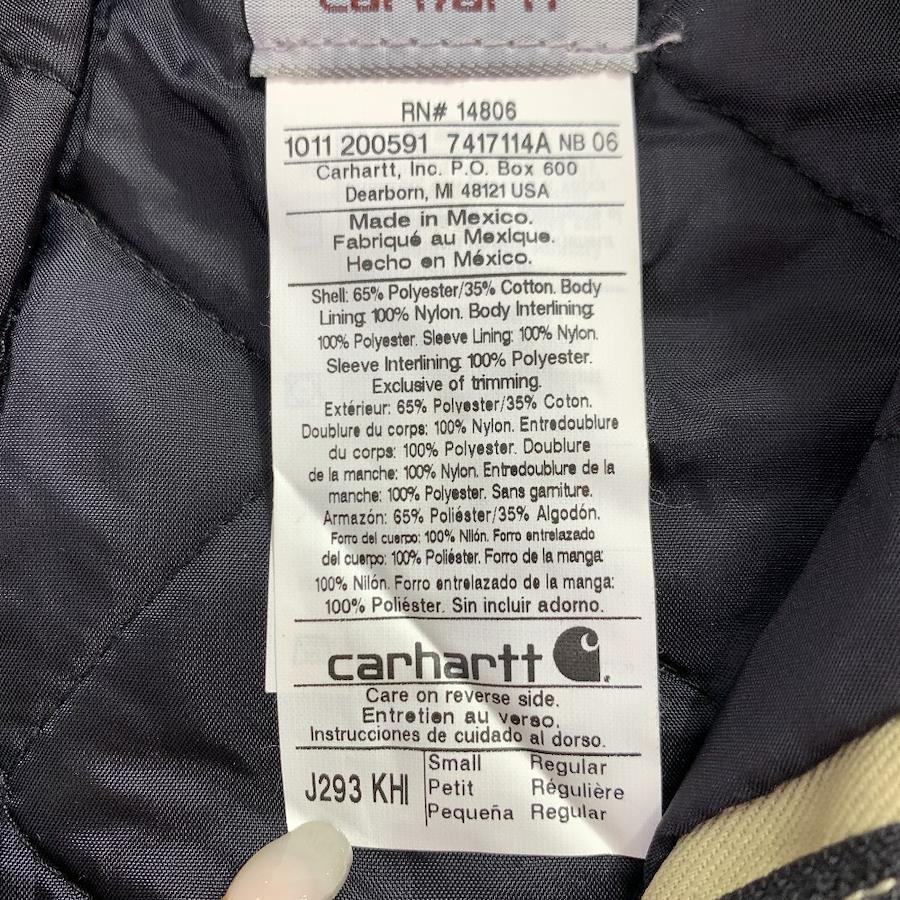 carhartt
RN# 14806
1011 200591 7417114A NB 06
Carhartt, Inc. P.O. Box 600
Dearborn, MI 48121 USA
Made in Mexico.
Fabriqué au Mexique.
Hecho en México.
Shell: 65% Polyester/35% Cotton. Body
Lining: 100% Nylon. Body Interlining:
100% Polyester. Sleeve Lining: 100% Nylon.
Sleeve Interlining: 100% Polyester.
Exclusive of trimming.
Extérieur: 65% Polyester/35% Coton.
Doublure du corps: 100% Nylon. Entredoublure
du corps: 100% Polyester. Doublure
de la manche: 100% Nylon. Entredoublure de la
manche: 100% Polyester. Sans garniture.
Armazón: 65% Poliéster/35% Algodón.
Forro del cuerpo: 100% Nilón. Forro entrelazado
del cuerpo: 100% Poliéster. Forro de la manga:
100% Nilón. Forro entrelazado de la manga:
100% Poliéster. Sin incluir adorno.
carhartt
Care on reverse side.
Entretien au verso.
Instrucciones de cuidado al dorso.
J293 KHI
Small Regular
Petit Régulière
Pequeña Regular